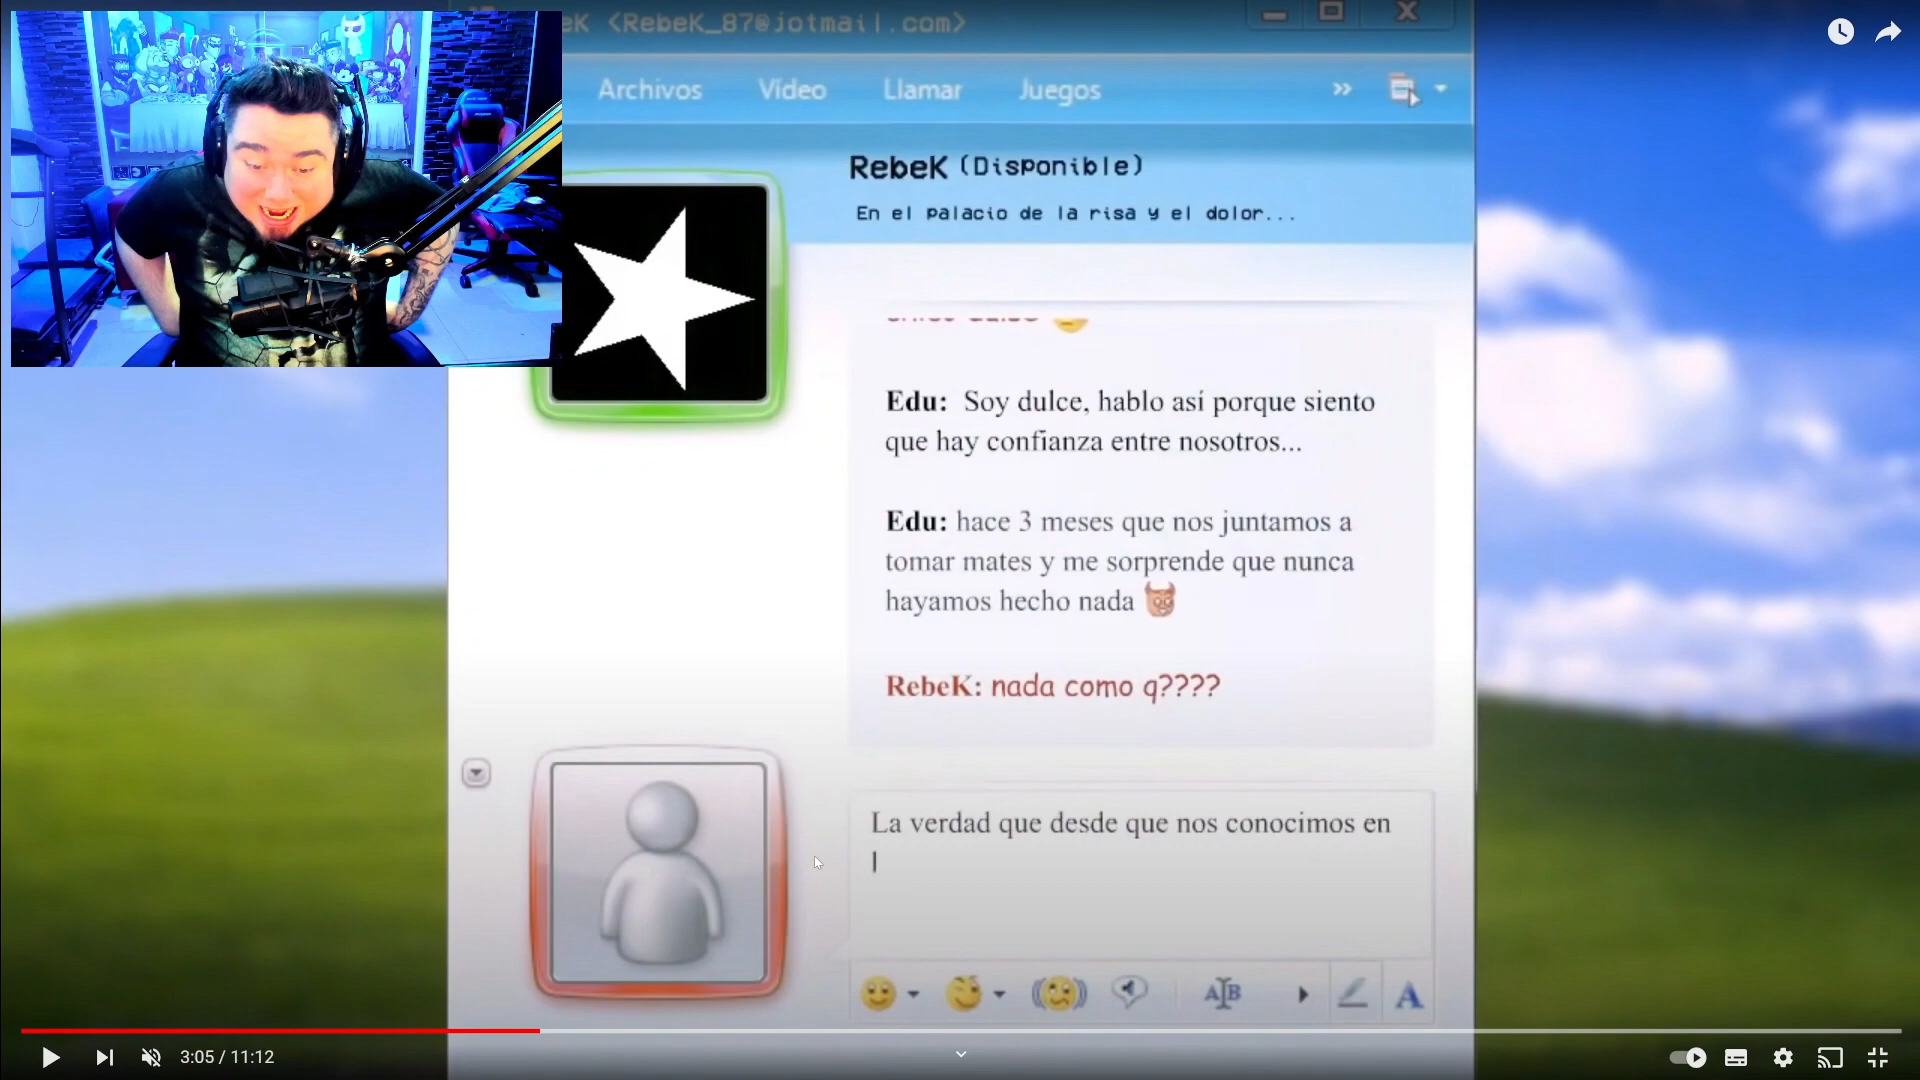 eK <RebeK_87@jotmail.com>
Archivos Vídeo Llamar Juegos »
RebeK (Disponible)
En el palacio de la risa y el dolor...
Edu: Soy dulce, hablo así porque siento
que hay confianza entre nosotros...
Edu: hace 3 meses que nos juntamos a
tomar mates y me sorprende que nunca
hayamos hecho nada
RebeK: nada como q????
La verdad que desde que nos conocimos en
AB
A
3:05 / 11:12